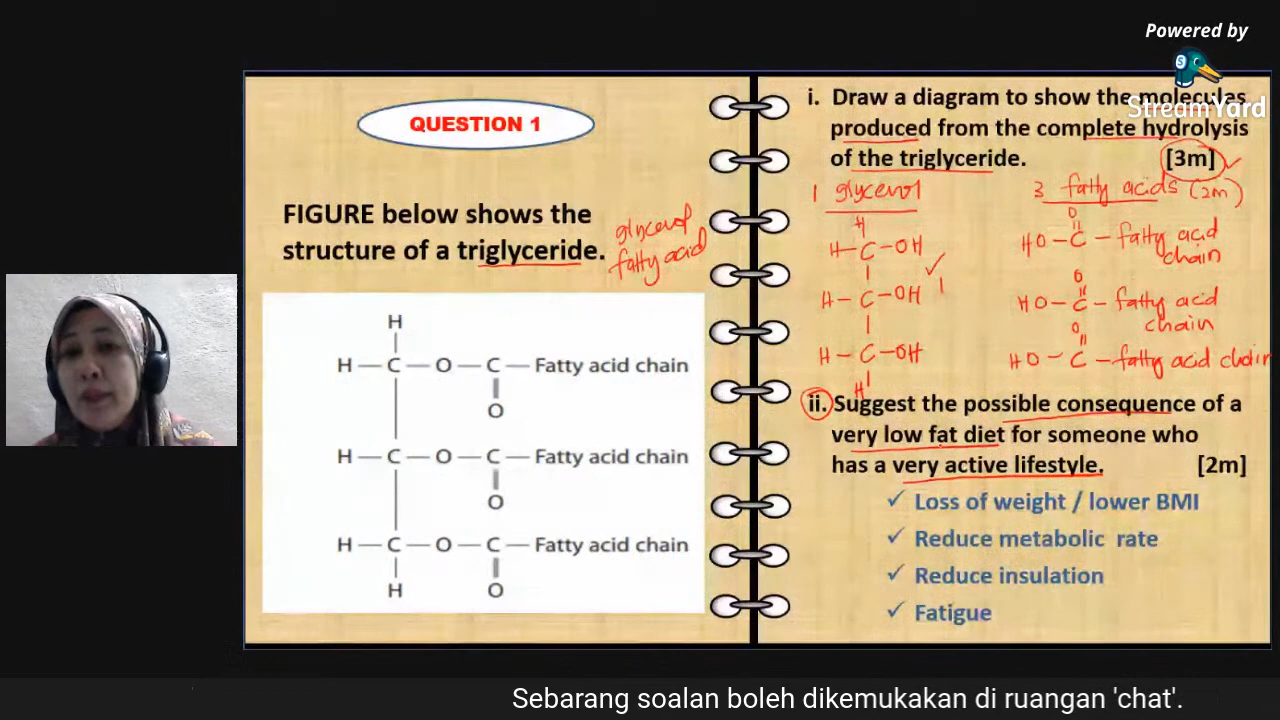 Powered by
StreamYard
QUESTION 1
FIGURE below shows the
structure of a triglyceride.
glycerol
fatty acid
H
H — C — O — C — Fatty acid chain
O
H — C — O — C — Fatty acid chain
O
H — C — O — C — Fatty acid chain
H O
i. Draw a diagram to show the molecules
produced from the complete hydrolysis
of the triglyceride. [3m]
1 glycerol
H
H-C-OH
1
H-C-OH
H-C-OH
H
3 fatty acids (2m)
O
HO-C-fatty acid
chain
O
HO-C-fatty acid
chain
O
HO-C-fatty acid chain
ii. Suggest the possible consequence of a
very low fat diet for someone who
has a very active lifestyle. [2m]
✓ Loss of weight / lower BMI
✓ Reduce metabolic rate
✓ Reduce insulation
✓ Fatigue
Sebarang soalan boleh dikemukakan di ruangan 'chat'.